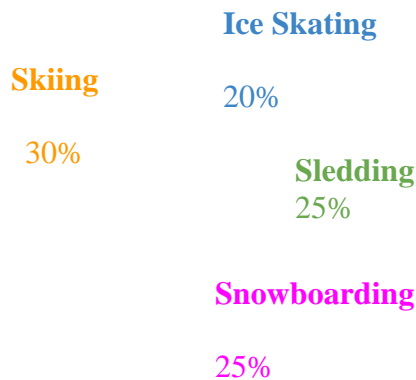 Ice Skating
20%
Skiing
30%
Sledding
25%
Snowboarding
25%